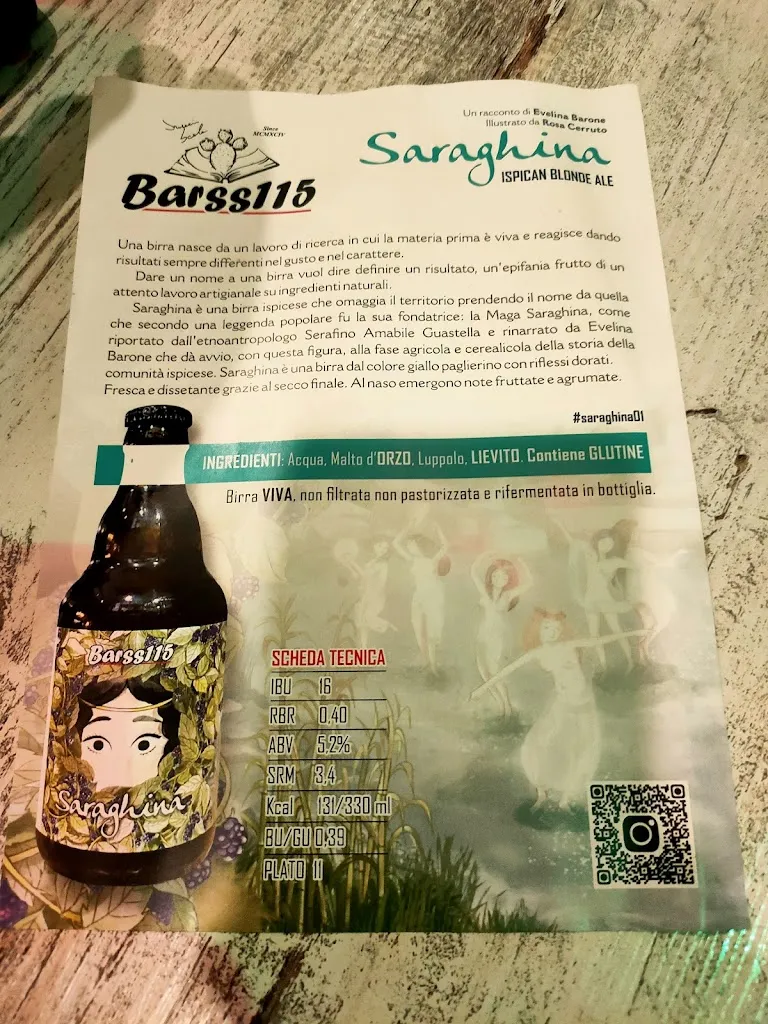 Since
MCMXCIV
Barss115
Un racconto di Evelina Barone
Illustrato da Rosa Cerruto
Saraghina
ISPICAN BLONDE ALE
Una birra nasce da un lavoro di ricerca in cui la materia prima è viva e reagisce dando
risultati sempre differenti nel gusto e nel carattere.
Dare un nome a una birra vuol dire definire un risultato, un'epifania frutto di un
attento lavoro artigianale su ingredienti naturali.
Saraghina è una birra ispicese che omaggia il territorio prendendo il nome da quella
che secondo una leggenda popolare fu la sua fondatrice: la Maga Saraghina, come
riportato dall'etnoantropologo Serafino Amabile Guastella e rinarrato da Evelina
Barone che dà avvio, con questa figura, alla fase agricola e cerealicola della storia della
comunità ispicese. Saraghina è una birra dal colore giallo paglierino con riflessi dorati.
Fresca e dissetante grazie al secco finale. Al naso emergono note fruttate e agrumate.
#saraghina01
INGREDIENTI: Acqua, Malto d'ORZO, Luppolo, LIEVITO. Contiene GLUTINE
Birra VIVA, non filtrata non pastorizzata e rifermentata in bottiglia.
Barss115
Saraghina
SCHEDA TECNICA
IBU 16
RBR 0,40
ABV 5,2%
SRM 3,4
Kcal 131/330 ml
BU/GU 0,39
PLATO 11